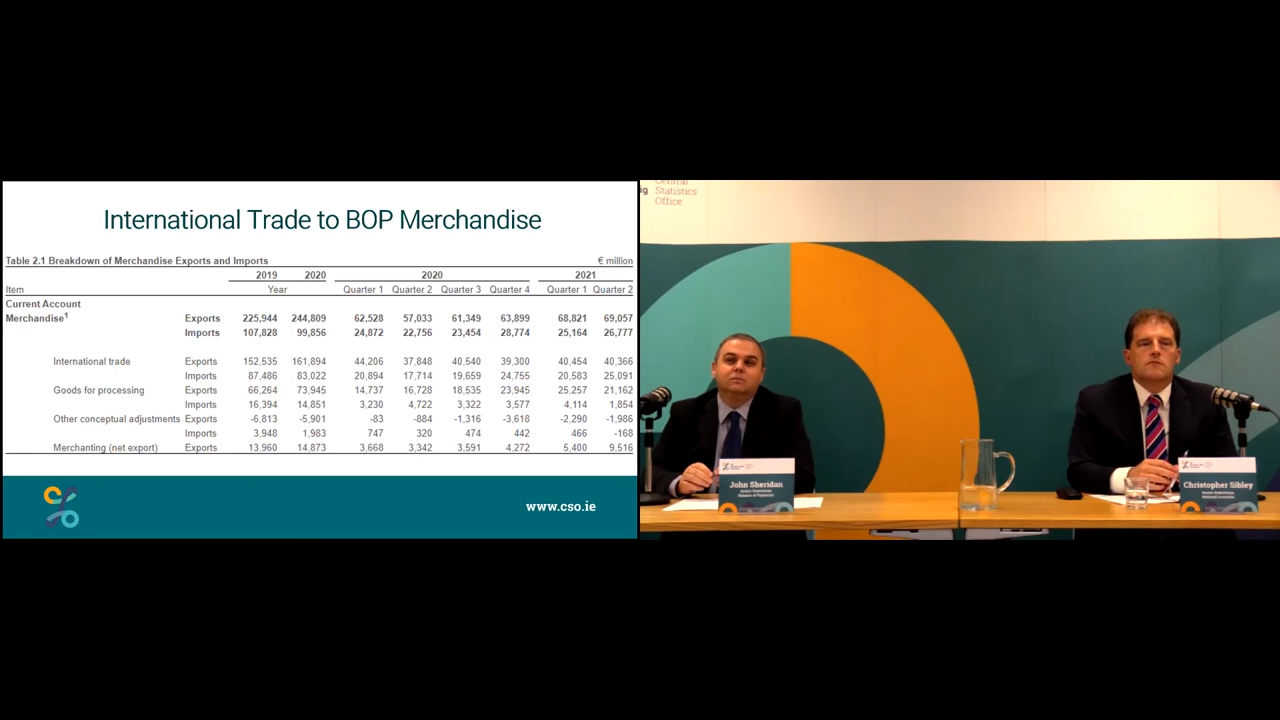 International Trade to BOP Merchandise
Table 2.1 Breakdown of Merchandise Exports and Imports € million
2019 2020 2020 2021
Item Year Quarter 1 Quarter 2 Quarter 3 Quarter 4 Quarter 1 Quarter 2
Current Account
Merchandise1 Exports 225,944 244,809 62,528 57,033 61,349 63,899 68,821 69,057
Imports 107,828 99,856 24,872 22,756 23,454 28,774 25,164 26,777
International trade Exports 152,535 161,894 44,206 37,848 40,540 39,300 40,454 40,366
Imports 87,486 83,022 20,894 17,714 19,659 24,755 20,583 25,091
Goods for processing Exports 66,264 73,945 14,737 16,728 18,535 23,945 25,257 21,162
Imports 16,394 14,851 3,230 4,722 3,322 3,577 4,114 1,854
Other conceptual adjustments Exports -6,813 -5,901 -83 -884 -1,316 -3,618 -2,290 -1,986
Imports 3,948 1,983 747 320 474 442 466 -168
Merchanting (net export) Exports 13,960 14,873 3,668 3,342 3,591 4,272 5,400 9,516
www.cso.ie
Central
Statistics
Office
John Sheridan
Senior Statistician
Balance of Payments
Christopher Sibley
Senior Statistician
National Accounts